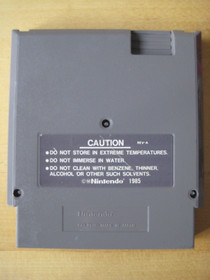 CAUTION
•DO NOT STORE IN EXTREME TEMPERATURES.
•DO NOT IMMERSE IN WATER.
•DO NOT CLEAN WITH BENZENE, THINNER,
ALCOHOL OR OTHER SUCH SOLVENTS.
©Nintendo 1985
Nintendo